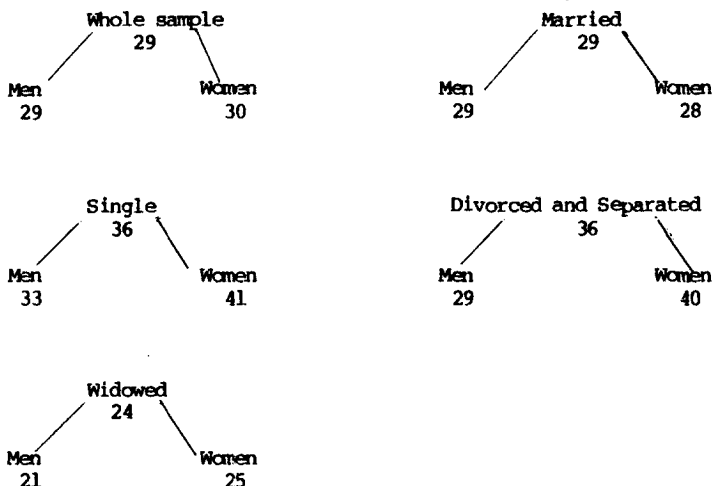 Whole sample
29
Men Women
29 30
Married
29
Men Women
29 28
Single
36
Men Women
33 41
Divorced and Separated
36
Men Women
29 40
Widowed
24
Men Women
21 25